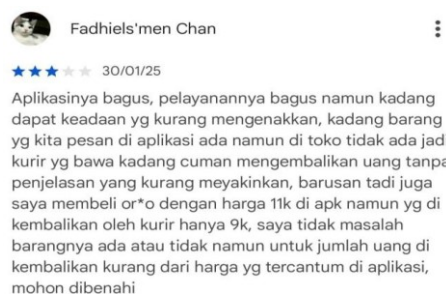 Fadhiels'men Chan
30/01/25
Aplikasinya bagus, pelayanannya bagus namun kadang
dapat keadaan yg kurang mengenakkan, kadang barang
yg kita pesan di aplikasi ada namun di toko tidak ada jadi
kurir yg bawa kadang cuman mengembalikan uang tanpa
penjelasan yang kurang meyakinkan, barusan tadi juga
saya membeli or*o dengan harga 11k di apk namun yg di
kembalikan oleh kurir hanya 9k, saya tidak masalah
barangnya ada atau tidak namun untuk jumlah uang di
kembalikan kurang dari harga yg tercantum di aplikasi,
mohon dibenahi